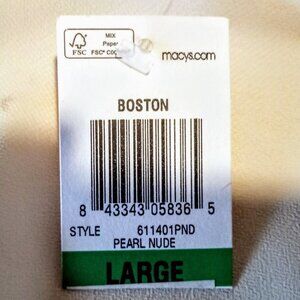 MIX
Paper
FSC
macys.com
BOSTON
8 43343 05836 5
STYLE 611401PND
PEARL NUDE
LARGE